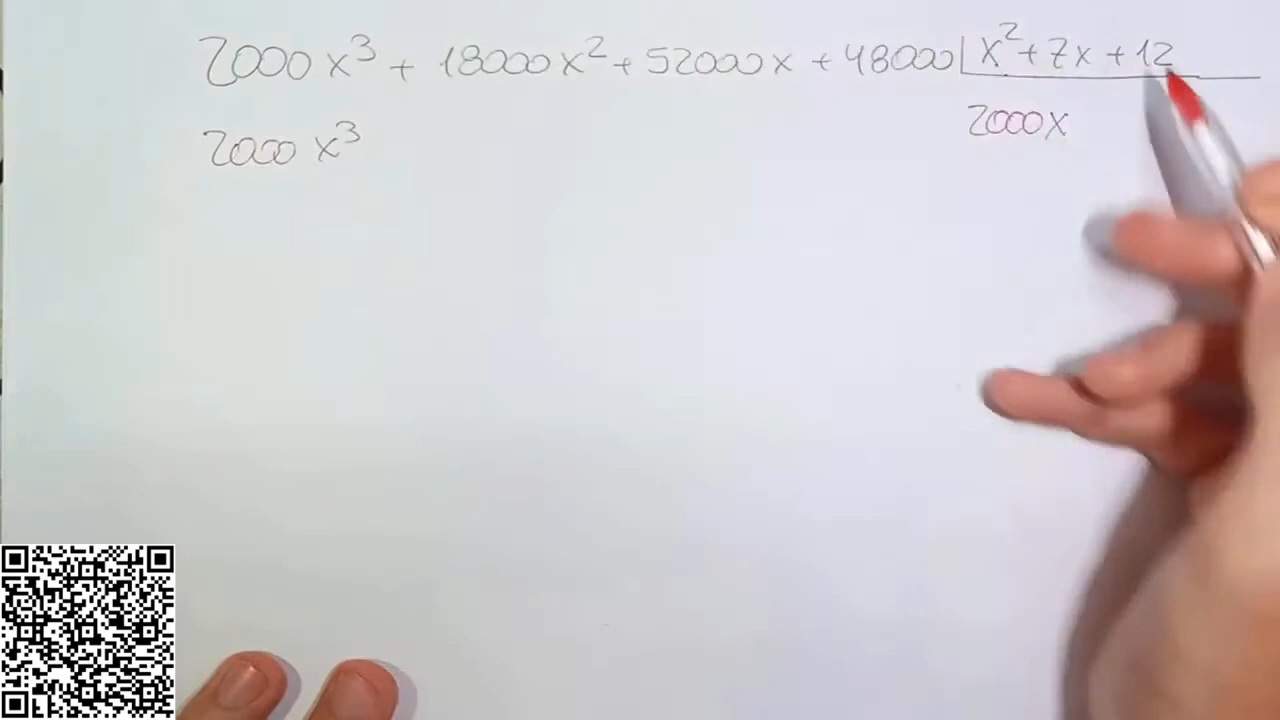 2000x³ + 18000x² + 52000x + 48000 | x² + 7x + 12
2000x³ 2000x